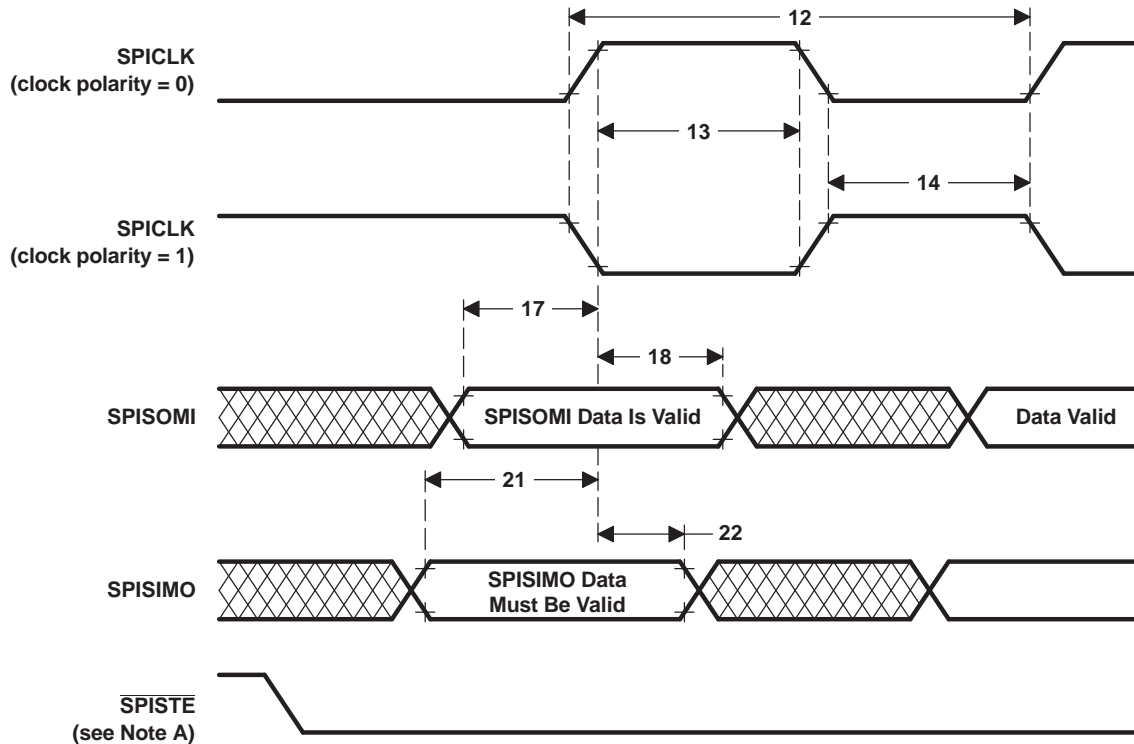 12
SPICLK
(clock polarity = 0)
13
14
SPICLK
(clock polarity = 1)
17
18
SPISOMI
SPISOMI Data Is Valid
Data Valid
21
22
SPISIMO
SPISIMO Data
Must Be Valid
SPISTE
(see Note A)